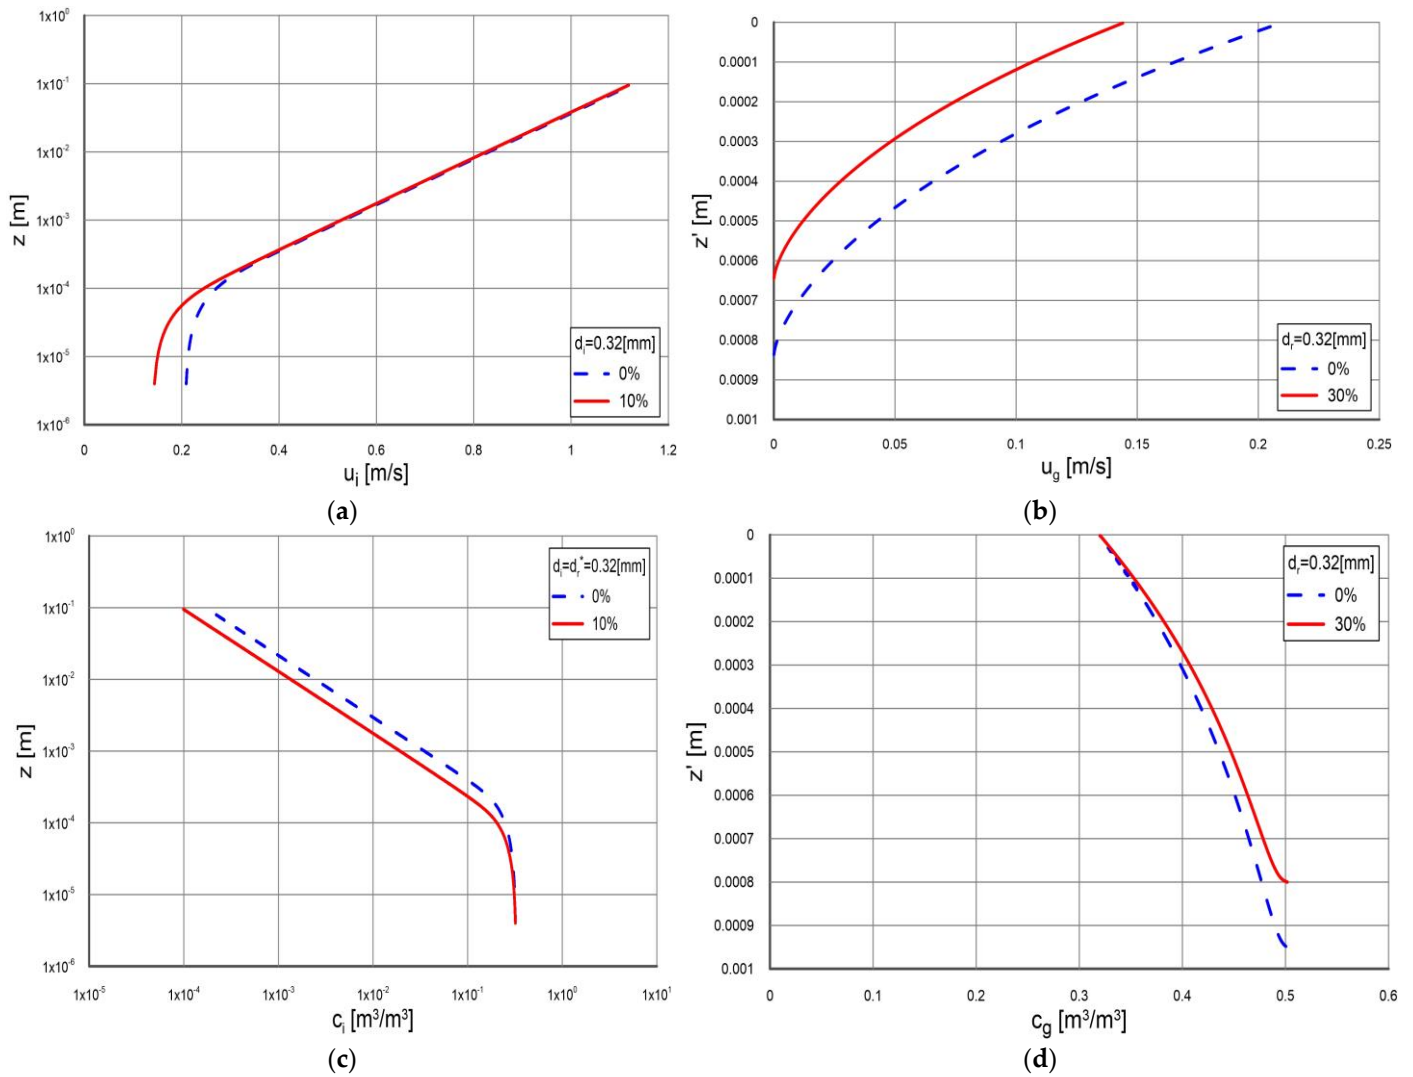 1x10⁰
1x10⁻¹
1x10⁻²
1x10⁻³
1x10⁻⁴
1x10⁻⁵
1x10⁻⁶
z [m]
dᵢ=0.32[mm]
0%
10%
0 0.2 0.4 0.6 0.8 1 1.2
uᵢ [m/s]
(a)
0
0.0001
0.0002
0.0003
0.0004
0.0005
0.0006
0.0007
0.0008
0.0009
0.001
z' [m]
dᵣ=0.32[mm]
0%
30%
0 0.05 0.1 0.15 0.2 0.25
u_g [m/s]
(b)
1x10⁰
1x10⁻¹
1x10⁻²
1x10⁻³
1x10⁻⁴
1x10⁻⁵
1x10⁻⁶
z [m]
dᵢ=dᵣ*=0.32[mm]
0%
10%
1x10⁻⁵ 1x10⁻⁴ 1x10⁻³ 1x10⁻² 1x10⁻¹ 1x10⁰ 1x10¹
cᵢ [m³/m³]
(c)
0
0.0001
0.0002
0.0003
0.0004
0.0005
0.0006
0.0007
0.0008
0.0009
0.001
z' [m]
dᵣ=0.32[mm]
0%
30%
0 0.1 0.2 0.3 0.4 0.5 0.6
c_g [m³/m³]
(d)